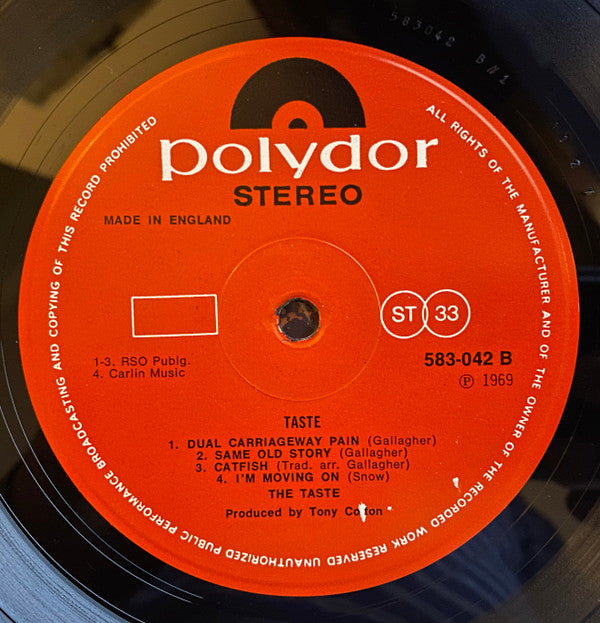 583042 B//1
polydor
STEREO
MADE IN ENGLAND
ST 33
1-3. RSO Publg.
4. Carlin Music
583-042 B
℗ 1969
TASTE
1. DUAL CARRIAGEWAY PAIN (Gallagher)
2. SAME OLD STORY (Gallagher)
3. CATFISH (Trad. arr. Gallagher)
4. I'M MOVING ON (Snow)
THE TASTE
Produced by Tony Colton
ALL RIGHTS OF THE MANUFACTURER AND OF THE OWNER OF THE RECORDED WORK RESERVED UNAUTHORIZED PUBLIC PERFORMANCE BROADCASTING AND COPYING OF THIS RECORD PROHIBITED